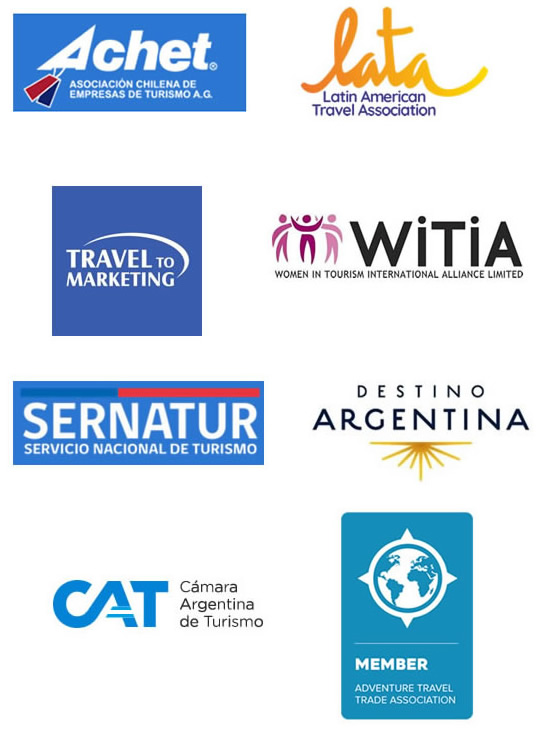 Achet®
ASOCIACIÓN CHILENA DE
EMPRESAS DE TURISMO A.G.
lata
Latin American
Travel Association
TRAVEL TO
MARKETING
WiTiA
WOMEN IN TOURISM INTERNATIONAL ALLIANCE LIMITED
SERNATUR
SERVICIO NACIONAL DE TURISMO
DESTINO
ARGENTINA
CAT
Cámara
Argentina
de Turismo
MEMBER
ADVENTURE TRAVEL
TRADE ASSOCIATION